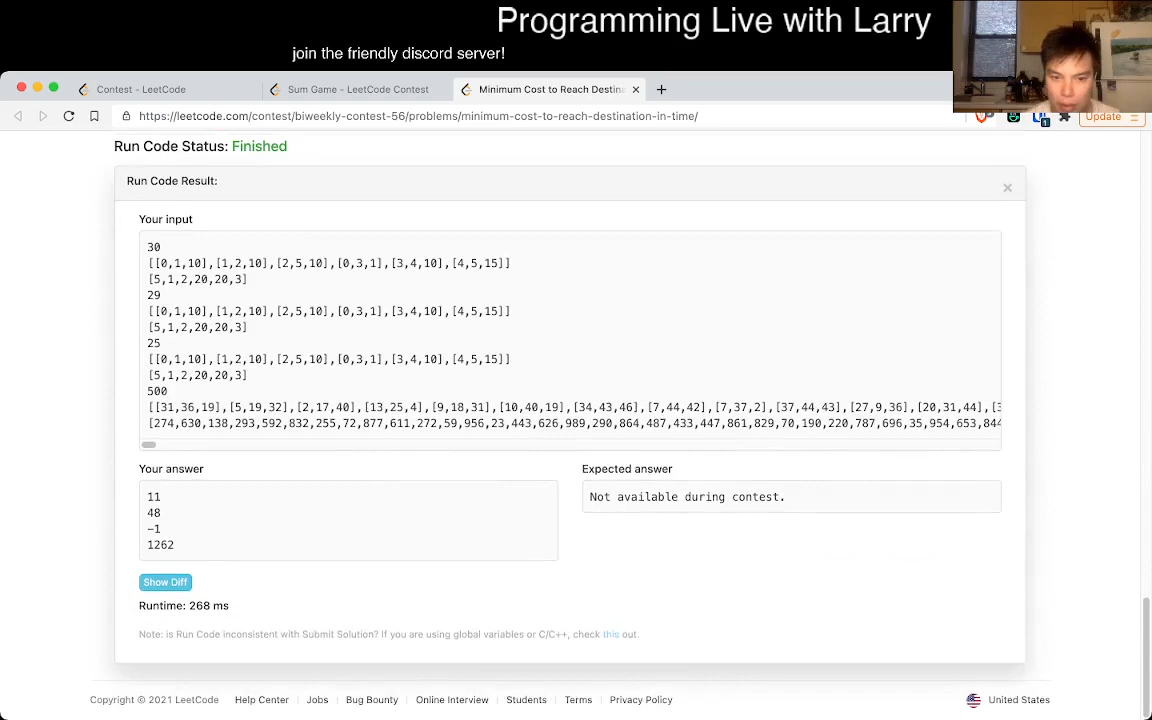 Programming Live with Larry
join the friendly discord server!
Contest - LeetCode
Sum Game - LeetCode Contest
Minimum Cost to Reach Destina
https://leetcode.com/contest/biweekly-contest-56/problems/minimum-cost-to-reach-destination-in-time/
1
Update
Run Code Status: Finished
Run Code Result:
Your input
30
[[0,1,10],[1,2,10],[2,5,10],[0,3,1],[3,4,10],[4,5,15]]
[5,1,2,20,20,3]
29
[[0,1,10],[1,2,10],[2,5,10],[0,3,1],[3,4,10],[4,5,15]]
[5,1,2,20,20,3]
25
[[0,1,10],[1,2,10],[2,5,10],[0,3,1],[3,4,10],[4,5,15]]
[5,1,2,20,20,3]
500
[[31,36,19],[5,19,32],[2,17,40],[13,25,4],[9,18,31],[10,40,19],[34,43,46],[7,44,42],[7,37,2],[37,44,43],[27,9,36],[20,31,44],[3
[274,630,138,293,592,832,255,72,877,611,272,59,956,23,443,626,989,290,864,487,433,447,861,829,70,190,220,787,696,35,954,653,844
Your answer
Expected answer
11
48
-1
1262
Not available during contest.
Show Diff
Runtime: 268 ms
Note: is Run Code inconsistent with Submit Solution? If you are using global variables or C/C++, check this out.
Copyright © 2021 LeetCode
Help Center
Jobs
Bug Bounty
Online Interview
Students
Terms
Privacy Policy
United States